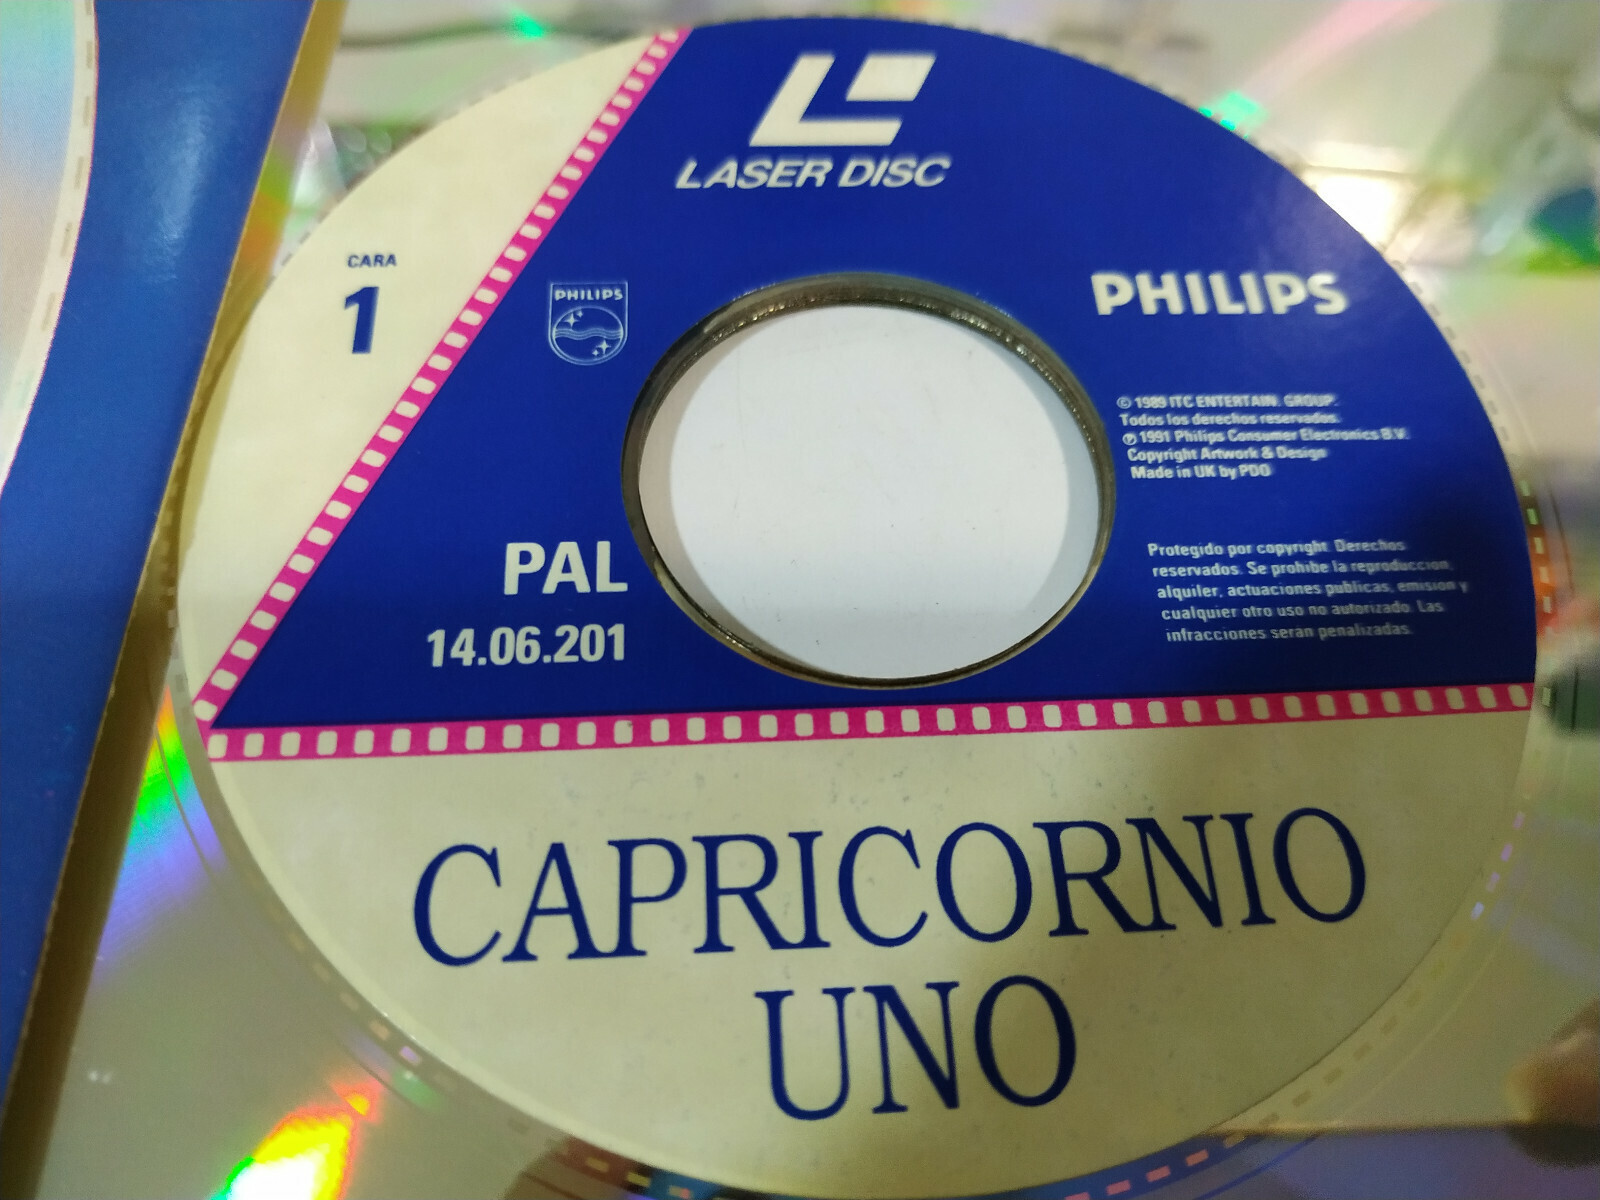 LASER DISC
CARA
1
PHILIPS
PHILIPS
© 1989 ITC ENTERTAIN. GROUP.
Todos los derechos reservados.
℗ 1991 Philips Consumer Electronics B.V.
Copyright Artwork & Design
Made in UK by PDO
PAL
14.06.201
Protegido por copyright. Derechos
reservados. Se prohibe la reproduccion,
alquiler, actuaciones publicas, emision y
cualquier otro uso no autorizado. Las
infracciones serán penalizadas.
CAPRICORNIO
UNO